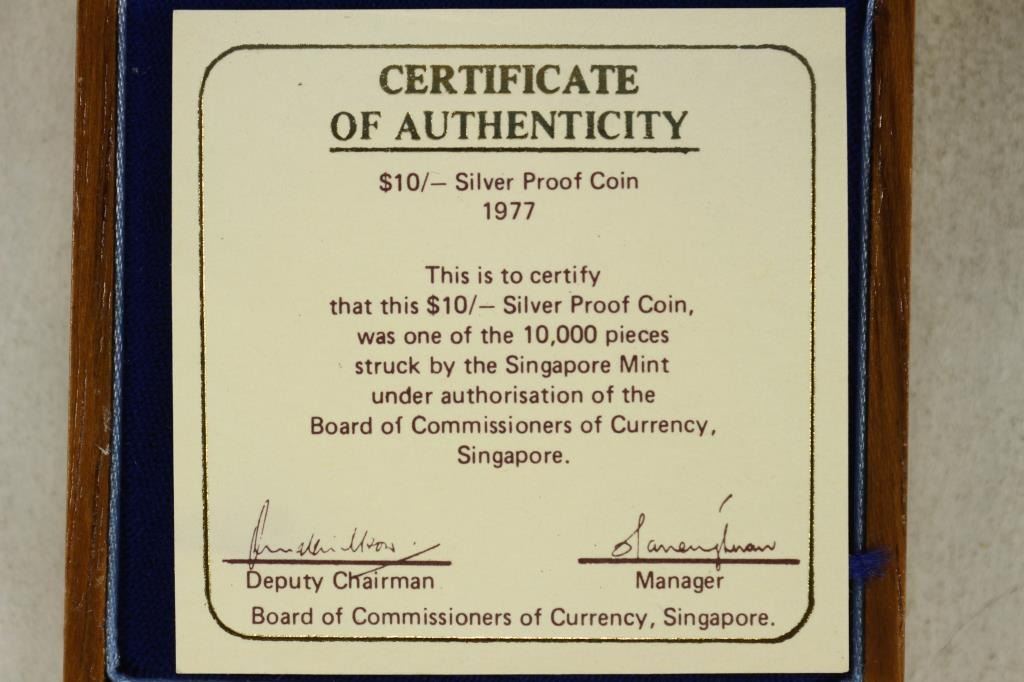 CERTIFICATE
OF AUTHENTICITY
$10/— Silver Proof Coin
1977
This is to certify
that this $10/— Silver Proof Coin,
was one of the 10,000 pieces
struck by the Singapore Mint
under authorisation of the
Board of Commissioners of Currency,
Singapore.
Deputy Chairman Manager
Board of Commissioners of Currency, Singapore.